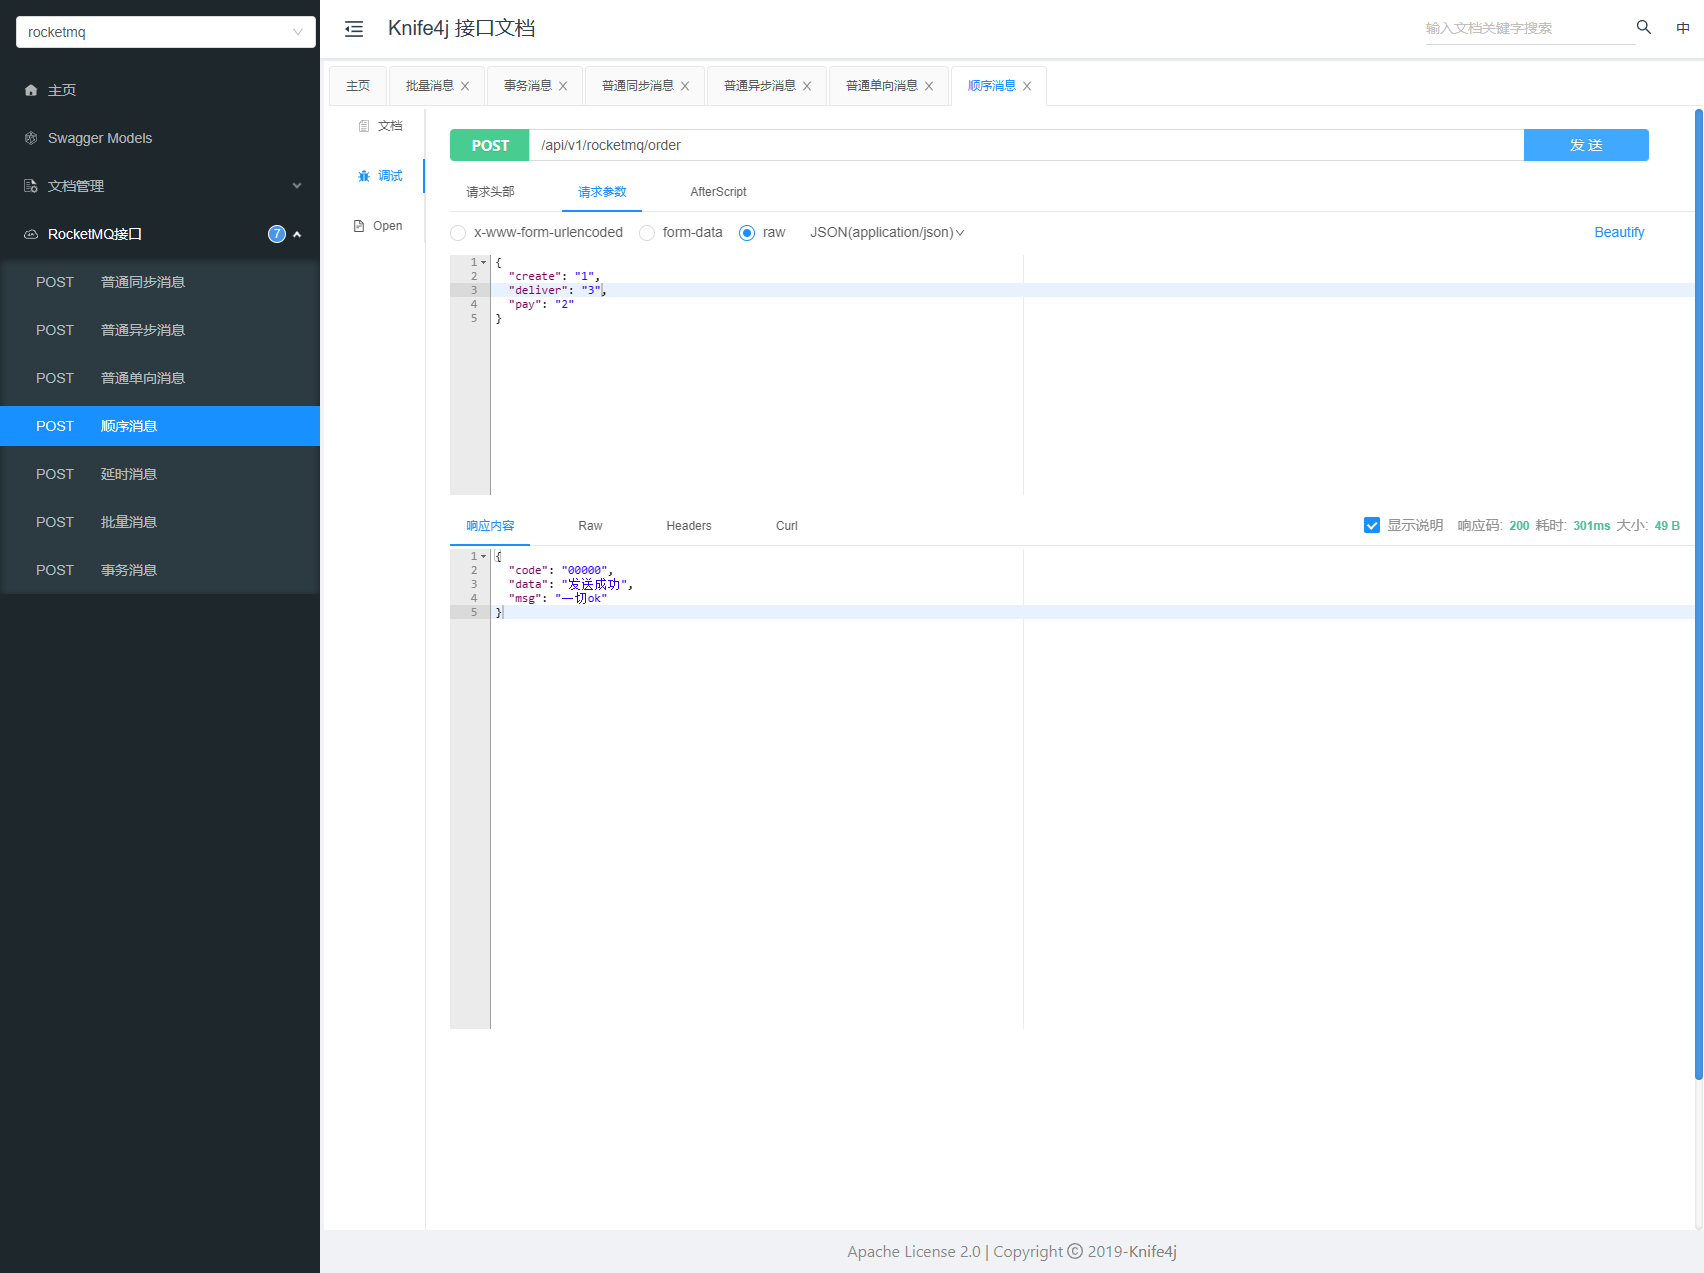 rocketmq
主页
Swagger Models
文档管理
RocketMQ接口 7
POST 普通同步消息
POST 普通异步消息
POST 普通单向消息
POST 顺序消息
POST 延时消息
POST 批量消息
POST 事务消息
Knife4j 接口文档
输入文档关键字搜索
中
主页 批量消息 事务消息 普通同步消息 普通异步消息 普通单向消息 顺序消息
文档
调试
Open
POST /api/v1/rocketmq/order 发 送
请求头部 请求参数 AfterScript
x-www-form-urlencoded form-data raw JSON(application/json) Beautify
1 {
2 "create": "1",
3 "deliver": "3",
4 "pay": "2"
5 }
响应内容 Raw Headers Curl 显示说明 响应码: 200 耗时: 301ms 大小: 49 B
1 {
2 "code": "00000",
3 "data": "发送成功",
4 "msg": "一切ok"
5 }
Apache License 2.0 | Copyright © 2019-Knife4j